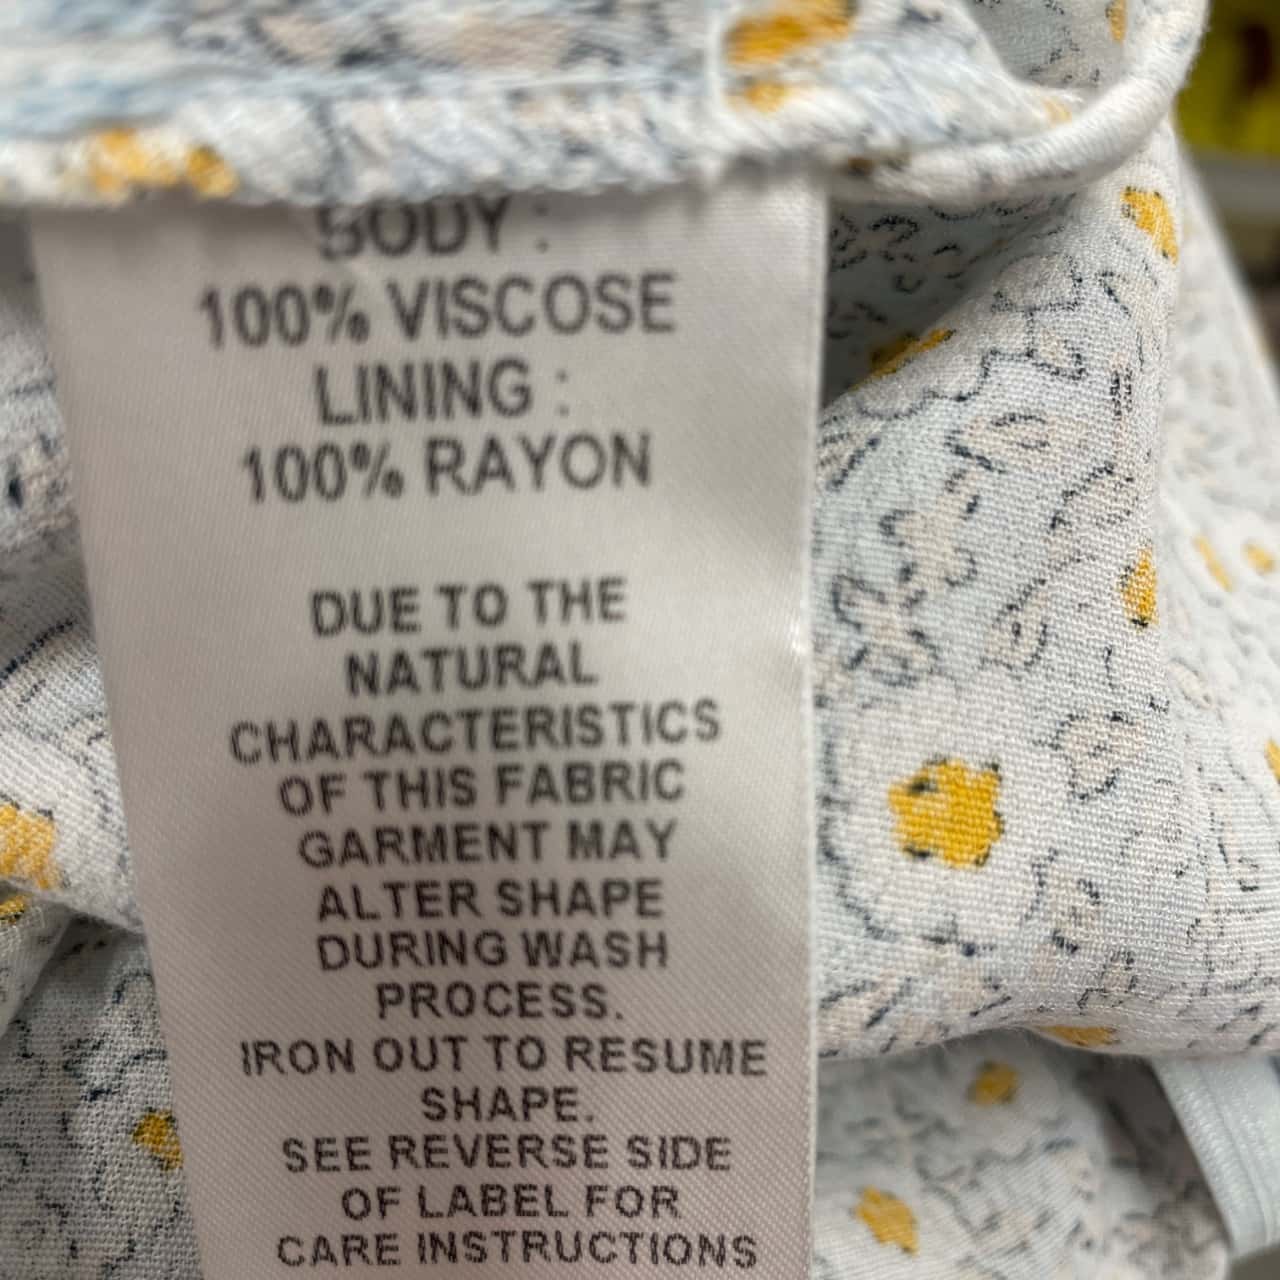 BODY :
100% VISCOSE
LINING :
100% RAYON
DUE TO THE
NATURAL
CHARACTERISTICS
OF THIS FABRIC
GARMENT MAY
ALTER SHAPE
DURING WASH
PROCESS.
IRON OUT TO RESUME
SHAPE.
SEE REVERSE SIDE
OF LABEL FOR
CARE INSTRUCTIONS